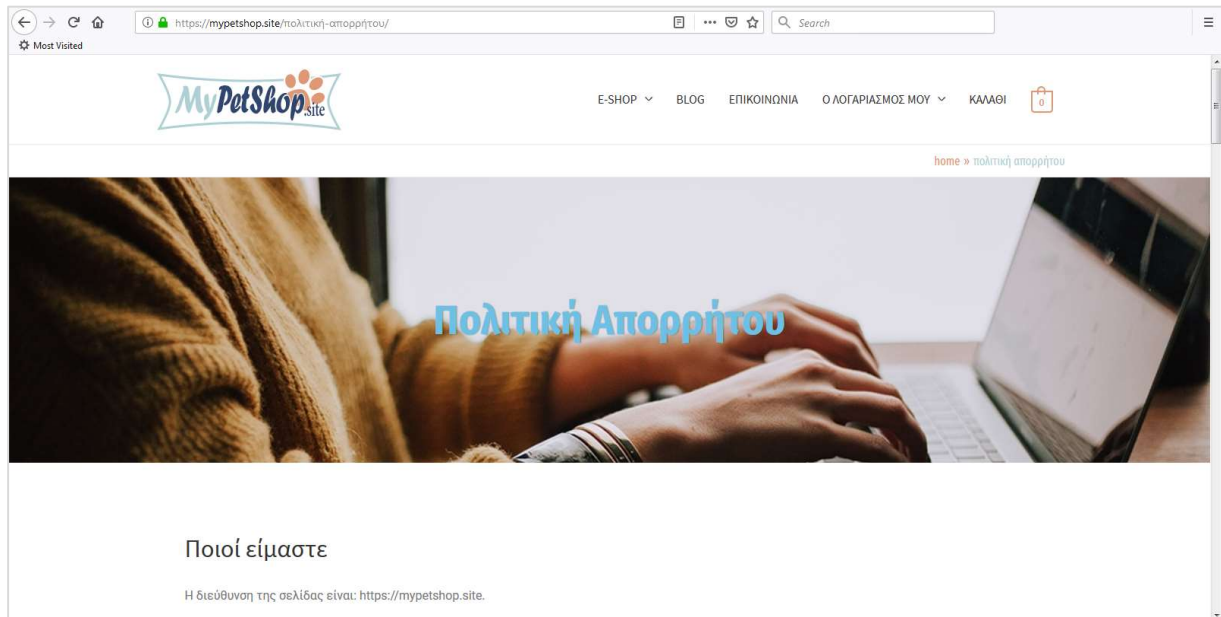 https://mypetshop.site/πολιτική-απορρήτου/
Search
Most Visited
MyPetShop.site
E-SHOP
BLOG
ΕΠΙΚΟΙΝΩΝΙΑ
Ο ΛΟΓΑΡΙΑΣΜΟΣ ΜΟΥ
ΚΑΛΑΘΙ
0
home » πολιτική απορρήτου
Πολιτική Απορρήτου
Ποιοί είμαστε
Η διεύθυνση της σελίδας είναι: https://mypetshop.site.